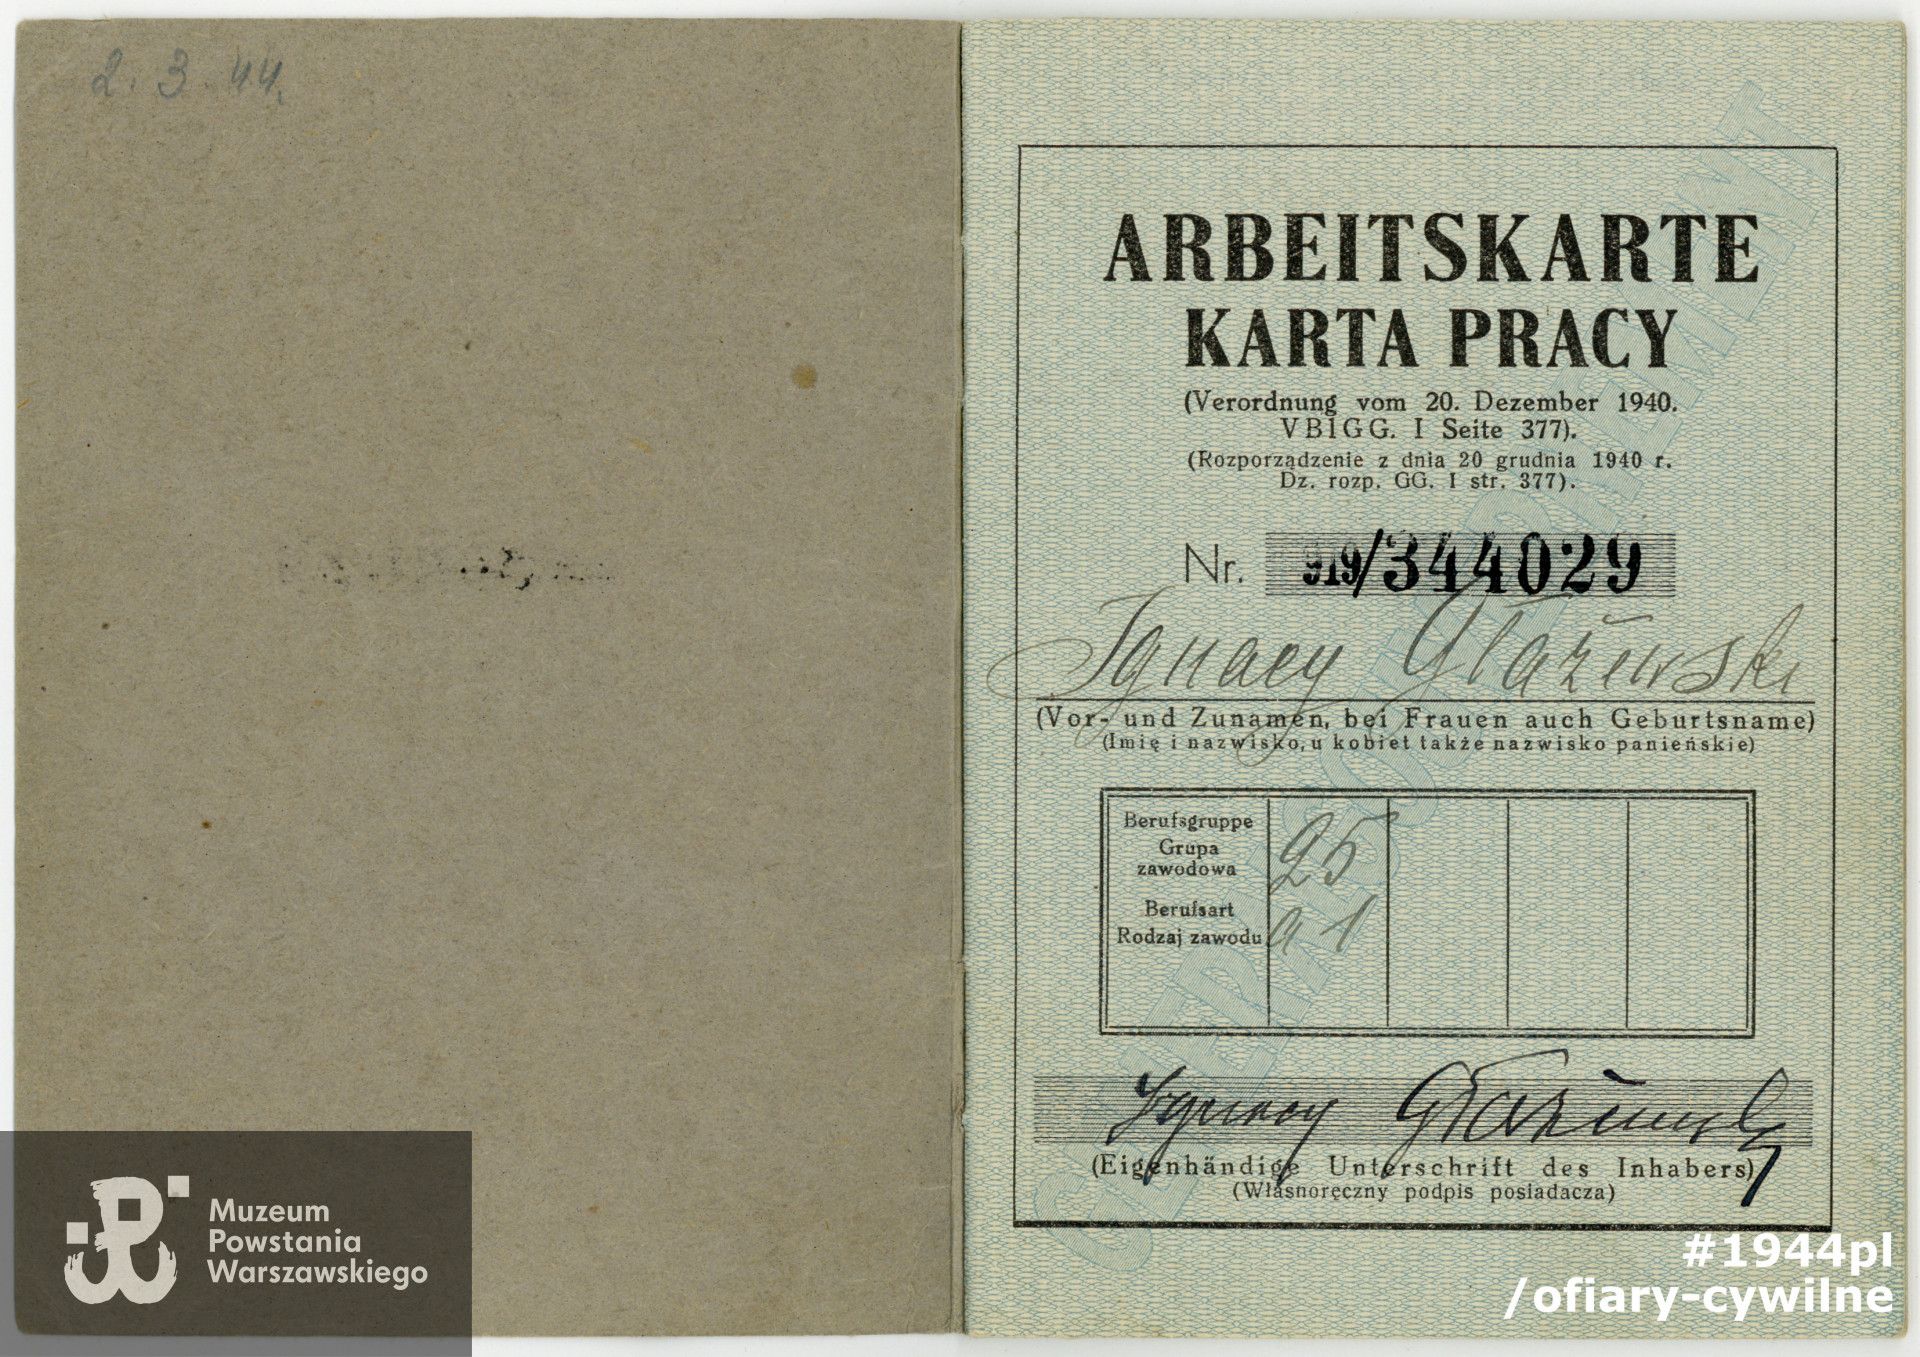 2. 3. 44.
ARBEITSKARTE
KARTA PRACY
(Verordnung vom 20. Dezember 1940.
VBlGG. I Seite 377).
(Rozporządzenie z dnia 20 grudnia 1940 r.
Dz. rozp. GG. I str. 377).
Nr. 919/344029
Ignacy Głażewski
(Vor- und Zunamen, bei Frauen auch Geburtsname)
(Imię i nazwisko, u kobiet także nazwisko panieńskie)
Berufsgruppe
Grupa
zawodowa
25
Berufsart
Rodzaj zawodu
a 1
Ignacy Głażewski
(Eigenhändige Unterschrift des Inhabers)
(Własnoręczny podpis posiadacza)
Muzeum
Powstania
Warszawskiego
#1944pl
/ofiary-cywilne